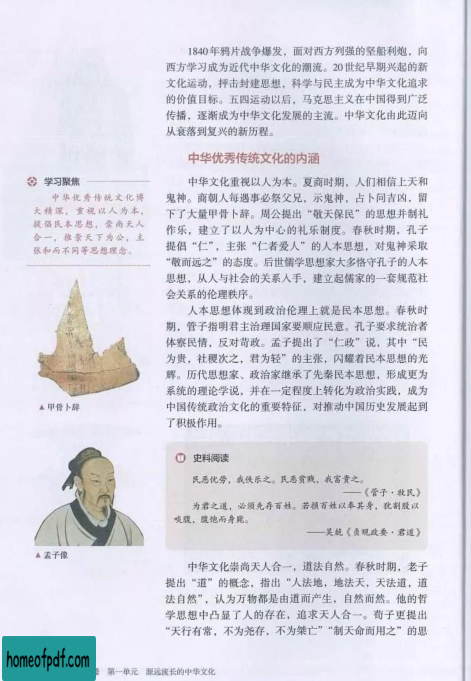 1840年鸦片战争爆发，面对西方列强的坚船利炮，向
西方学习成为近代中华文化的潮流。20世纪早期兴起的新
文化运动，抨击封建思想，科学与民主成为中华文化追求
的价值目标。五四运动以后，马克思主义在中国得到广泛
传播，逐渐成为中华文化发展的主流。中华文化由此迈向
从衰落到复兴的新历程。
中华优秀传统文化的内涵
学习聚焦
中华优秀传统文化博
大精深，重视以人为本，
提倡民本思想，崇尚天人
合一，推崇天下为公，主
张和而不同等思想理念。
中华文化重视以人为本。夏商时期，人们相信上天和
鬼神。商朝人每遇事必祭父兄，示鬼神，占卜问吉凶，留
下了大量甲骨卜辞。周公提出“敬天保民”的思想并制礼
作乐，建立了以人为中心的礼乐制度。春秋时期，孔子
提倡“仁”，主张“仁者爱人”的人本思想，对鬼神采取
“敬而远之”的态度。后世儒学思想家大多恪守孔子的人本
思想，从人与社会的关系人手，建立起儒家的一套规范社
会关系的伦理秩序。
人本思想体现到政治伦理上就是民本思想。春秋时
期，管子指明君主治理国家要顺应民意。孔子要求统治者
体察民情，反对苛政。孟子提出了“仁政”说，其中“民
为贵，社稷次之，君为轻”的主张，闪耀着民本思想的光
辉。历代思想家、政治家继承了先秦民本思想，形成更为
系统的理论学说，并在一定程度上转化为政治实践，成为
中国传统政治文化的重要特征，对推动中国历史发展起到
了积极作用。
▲ 甲骨卜辞
史料阅读
民恶忧劳，我佚乐之。民恶贫贱，我富贵之。
——《管子·牧民》
为君之道，必须先存百姓。若损百姓以奉其身，犹割股以
啖腹，腹饱而身毙。
——吴兢《贞观政要·君道》
▲ 孟子像
中华文化崇尚天人合一，道法自然。春秋时期，老子
提出“道”的概念，指出“人法地，地法天，天法道，道
法自然”，认为万物都是由道而产生，自然而然。他的哲
学思想中凸显了人的存在，追求天人合一。荀子更提出
“天行有常，不为尧存，不为桀亡”“制天命而用之”的思
第一单元 源远流长的中华文化
homeofpdf.com